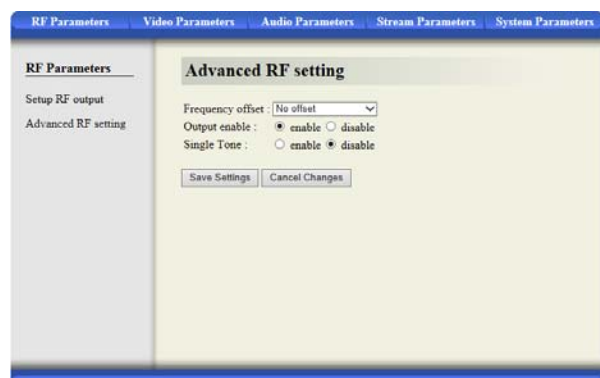 RF Parameters Video Parameters Audio Parameters Stream Parameters System Parameters
RF Parameters
Setup RF output
Advanced RF setting
Advanced RF setting
Frequency offset : No offset
Output enable : enable disable
Single Tone : enable disable
Save Settings Cancel Changes